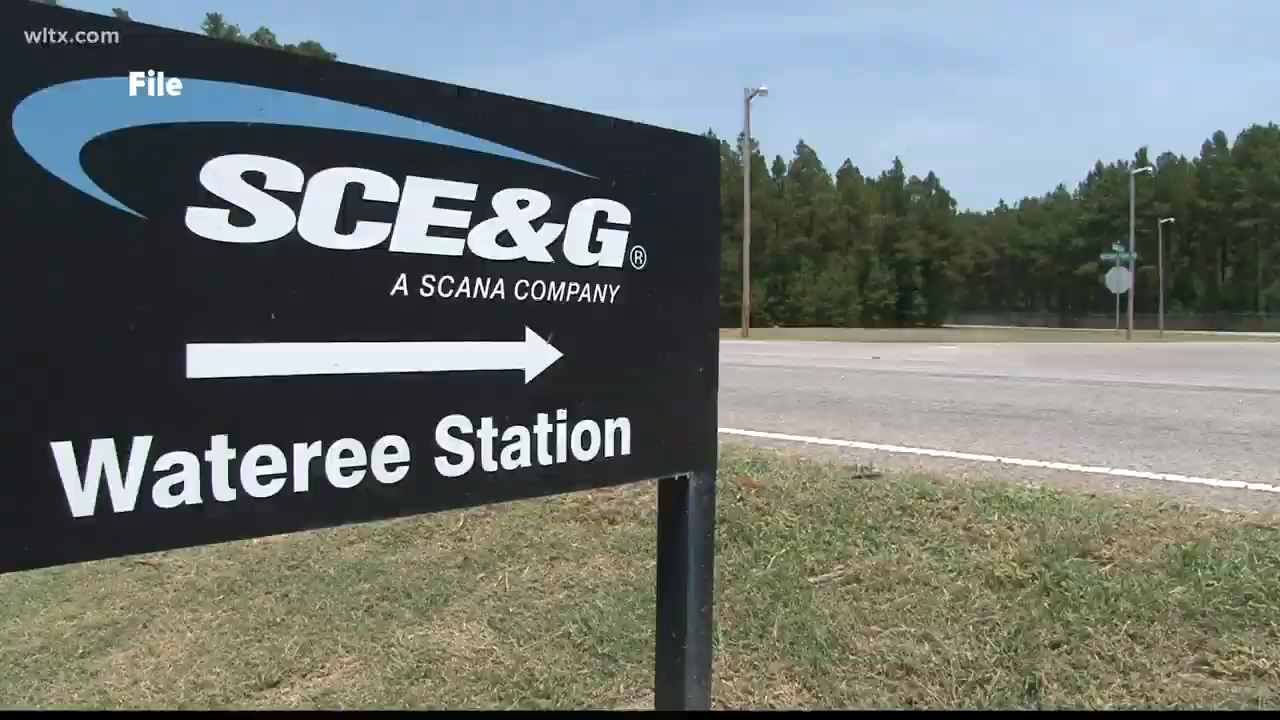 wltx.com
File
SCE&G®
A SCANA COMPANY
Wateree Station